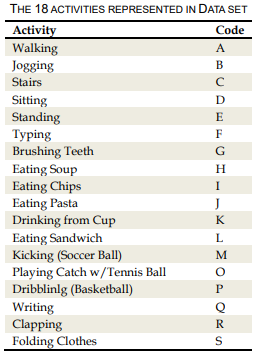 THE 18 ACTIVITIES REPRESENTED IN DATA SET
Activity Code
Walking A
Jogging B
Stairs C
Sitting D
Standing E
Typing F
Brushing Teeth G
Eating Soup H
Eating Chips I
Eating Pasta J
Drinking from Cup K
Eating Sandwich L
Kicking (Soccer Ball) M
Playing Catch w/Tennis Ball O
Dribblinlg (Basketball) P
Writing Q
Clapping R
Folding Clothes S